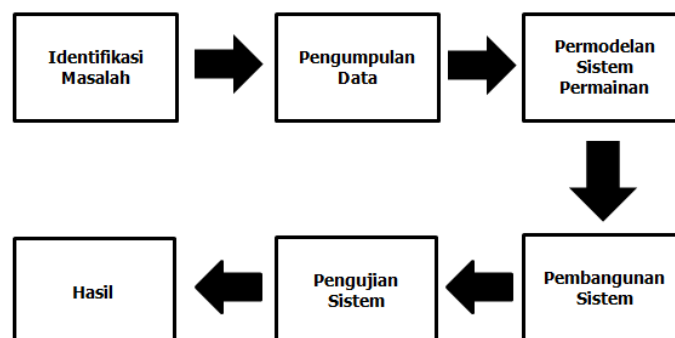 Identifikasi
Masalah
Pengumpulan
Data
Permodelan
Sistem
Permainan
Pembangunan
Sistem
Pengujian
Sistem
Hasil